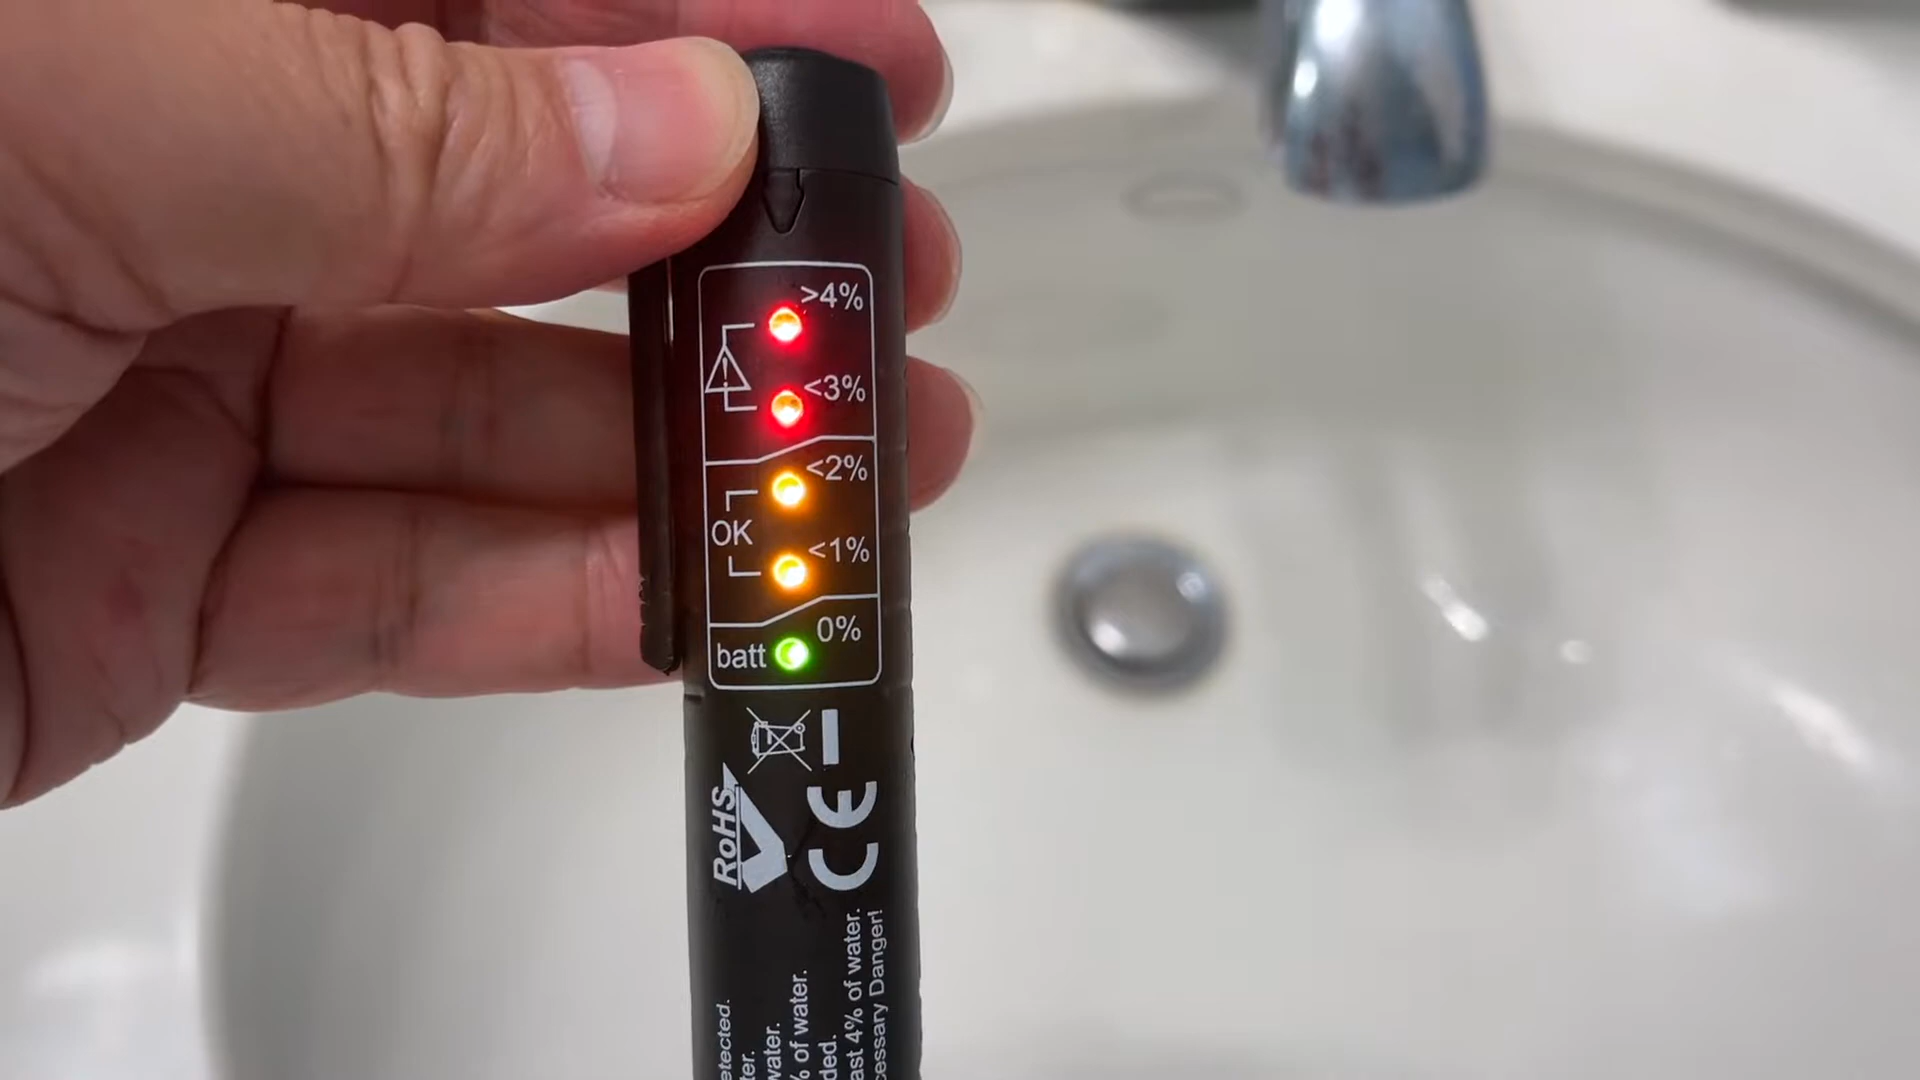 >4%
<3%
<2%
OK
<1%
0%
batt
RoHS
CE
etected.
ter.
water.
% of water.
ded.
ast 4% of water.
cessary Danger!